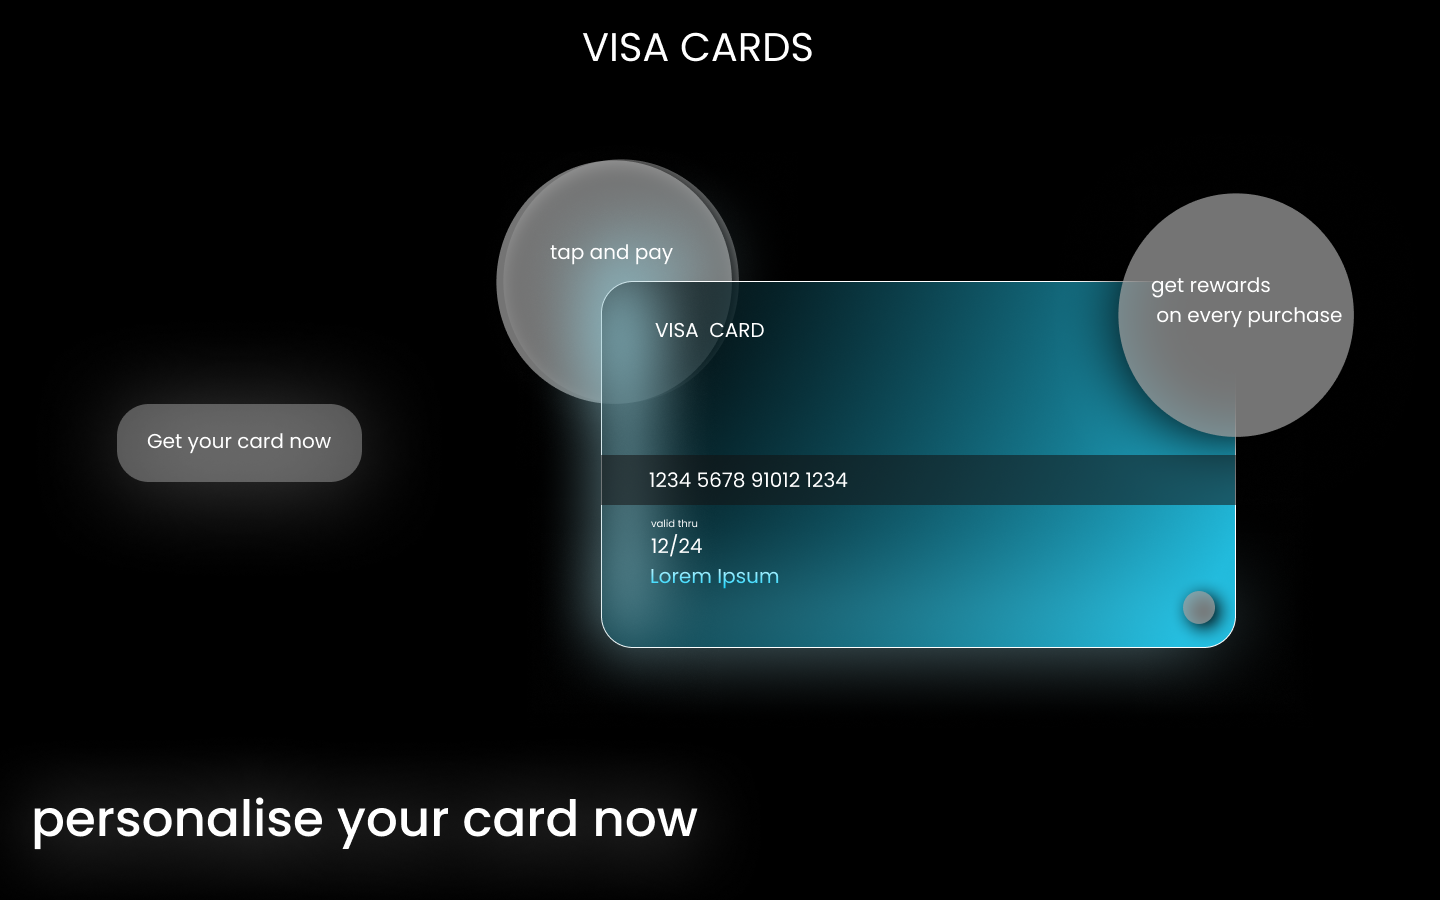 VISA CARDS
tap and pay
get rewards
on every purchase
VISA CARD
Get your card now
1234 5678 91012 1234
valid thru
12/24
Lorem Ipsum
personalise your card now